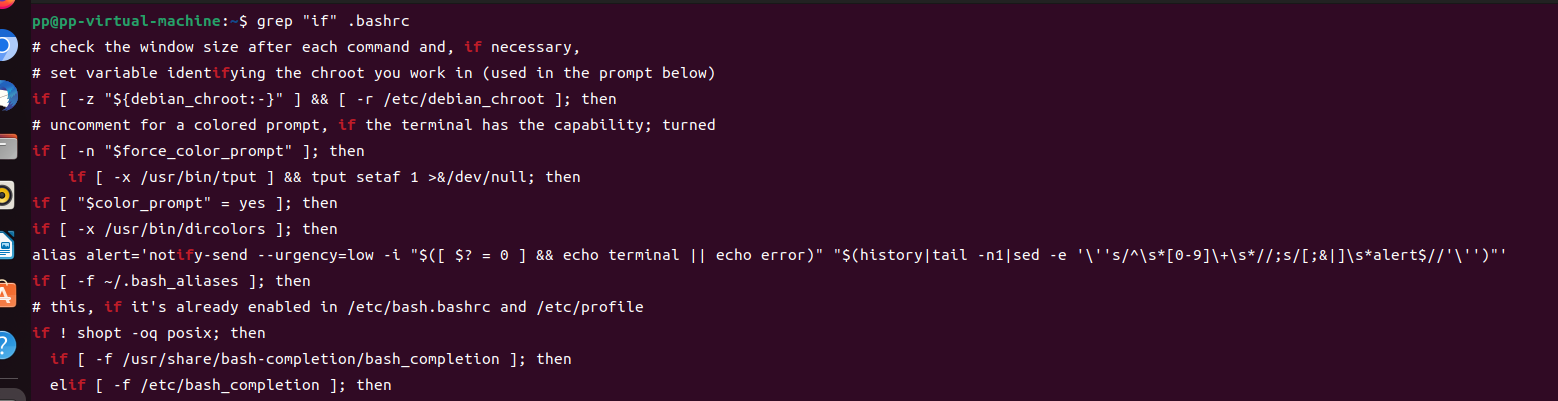 pp@pp-virtual-machine:~$ grep "if" .bashrc
# check the window size after each command and, if necessary,
# set variable identifying the chroot you work in (used in the prompt below)
if [ -z "${debian_chroot:-}" ] && [ -r /etc/debian_chroot ]; then
# uncomment for a colored prompt, if the terminal has the capability; turned
if [ -n "$force_color_prompt" ]; then
    if [ -x /usr/bin/tput ] && tput setaf 1 >&/dev/null; then
if [ "$color_prompt" = yes ]; then
if [ -x /usr/bin/dircolors ]; then
alias alert='notify-send --urgency=low -i "$([ $? = 0 ] && echo terminal || echo error)" "$(history|tail -n1|sed -e '\''s/^\s*[0-9]\+\s*//;s/[;&|]\s*alert$//'\'')"'
if [ -f ~/.bash_aliases ]; then
# this, if it's already enabled in /etc/bash.bashrc and /etc/profile
if ! shopt -oq posix; then
  if [ -f /usr/share/bash-completion/bash_completion ]; then
  elif [ -f /etc/bash_completion ]; then